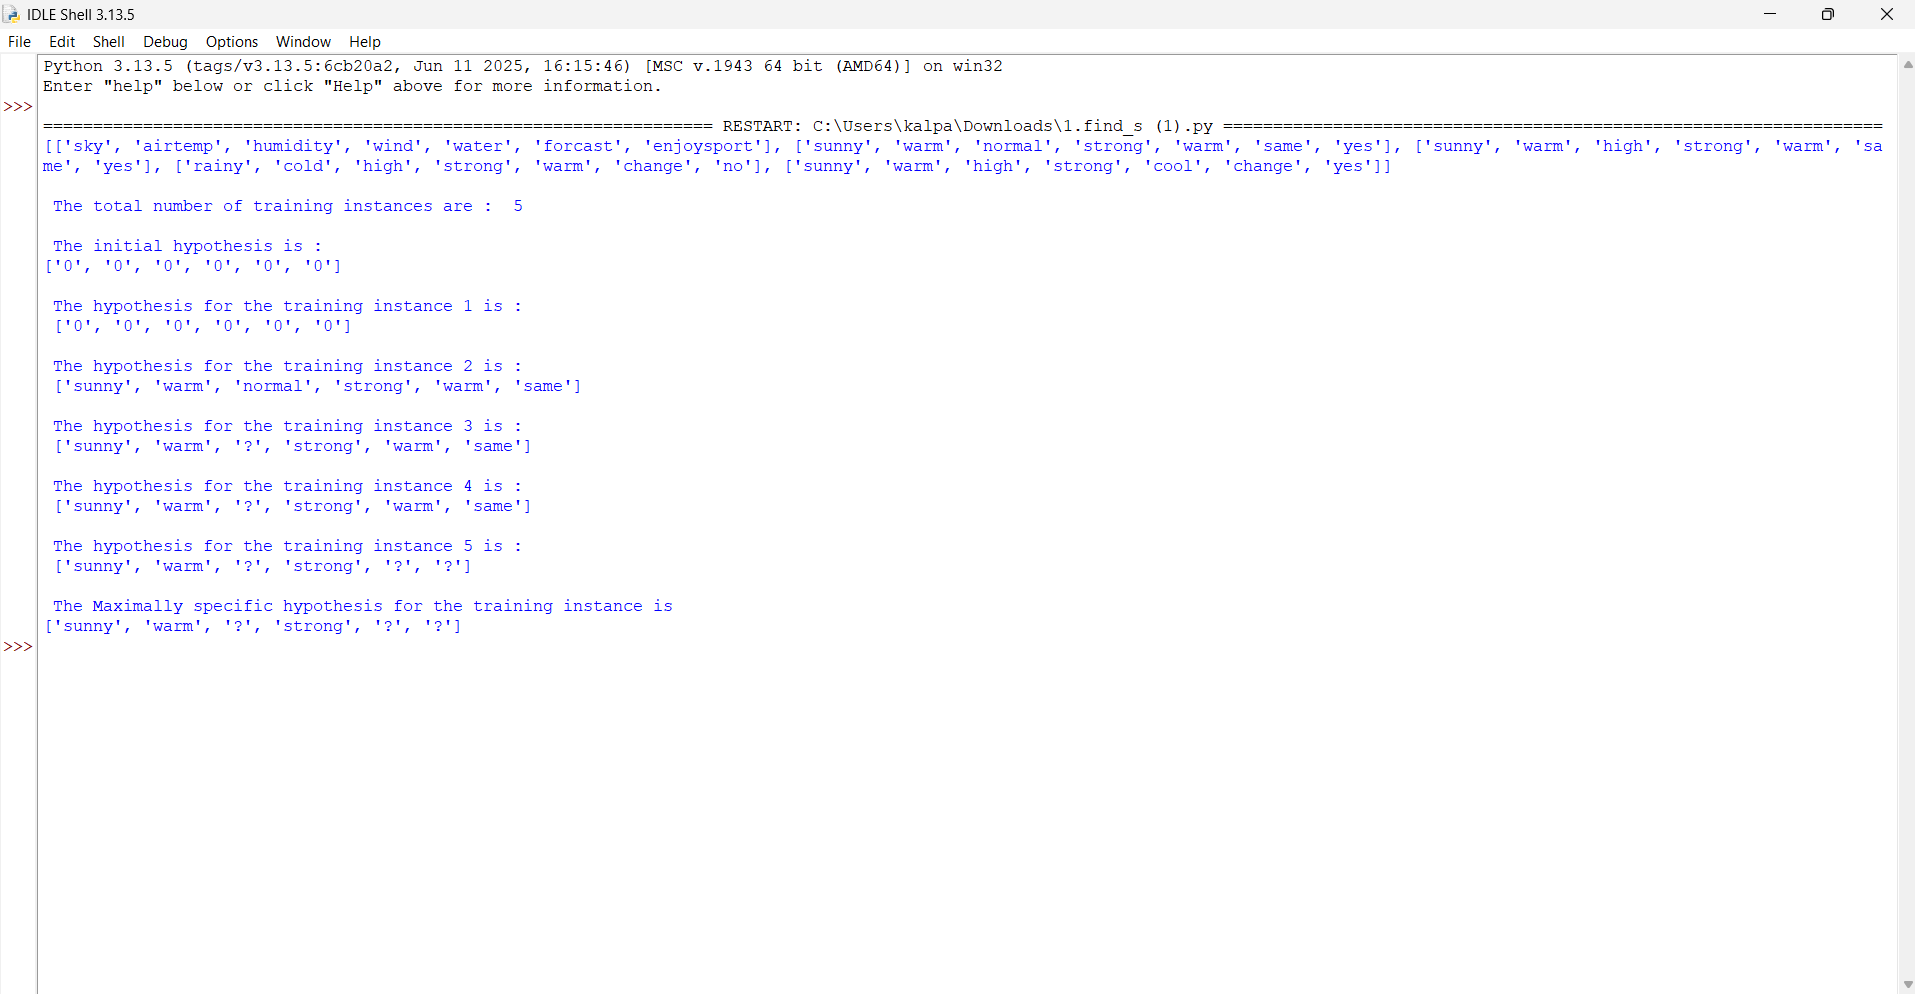 IDLE Shell 3.13.5
File Edit Shell Debug Options Window Help
Python 3.13.5 (tags/v3.13.5:6cb20a2, Jun 11 2025, 16:15:46) [MSC v.1943 64 bit (AMD64)] on win32
Enter "help" below or click "Help" above for more information.
>>>
=================================================================== RESTART: C:\Users\kalpa\Downloads\1.find_s (1).py ==================================================================
[['sky', 'airtemp', 'humidity', 'wind', 'water', 'forcast', 'enjoysport'], ['sunny', 'warm', 'normal', 'strong', 'warm', 'same', 'yes'], ['sunny', 'warm', 'high', 'strong', 'warm', 'sa
me', 'yes'], ['rainy', 'cold', 'high', 'strong', 'warm', 'change', 'no'], ['sunny', 'warm', 'high', 'strong', 'cool', 'change', 'yes']]
The total number of training instances are :  5
The initial hypothesis is :
['0', '0', '0', '0', '0', '0']
The hypothesis for the training instance 1 is :
['0', '0', '0', '0', '0', '0']
The hypothesis for the training instance 2 is :
['sunny', 'warm', 'normal', 'strong', 'warm', 'same']
The hypothesis for the training instance 3 is :
['sunny', 'warm', '?', 'strong', 'warm', 'same']
The hypothesis for the training instance 4 is :
['sunny', 'warm', '?', 'strong', 'warm', 'same']
The hypothesis for the training instance 5 is :
['sunny', 'warm', '?', 'strong', '?', '?']
The Maximally specific hypothesis for the training instance is
['sunny', 'warm', '?', 'strong', '?', '?']
>>>